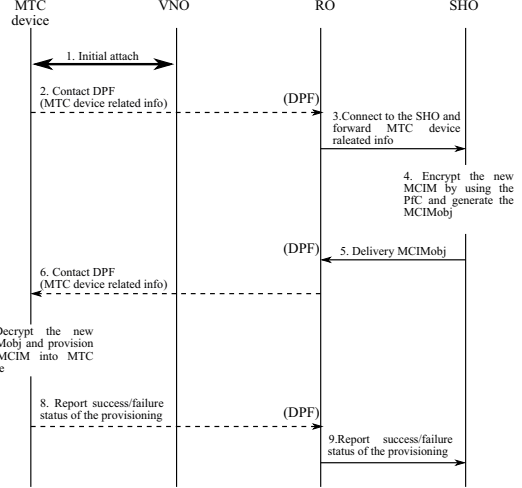 MTC device VNO RO SHO
1. Initial attach
2. Contact DPF
(MTC device related info)
(DPF)
3.Connect to the SHO and
forward MTC device
raleated info
4. Encrypt the new
MCIM by using the
PfC and generate the
MCIMobj
(DPF)
5. Delivery MCIMobj
6. Contact DPF
(MTC device related info)
Decrypt the new
Mobj and provision
MCIM into MTC
e
8. Report success/failure
status of the provisioning
(DPF)
9.Report success/failure
status of the provisioning